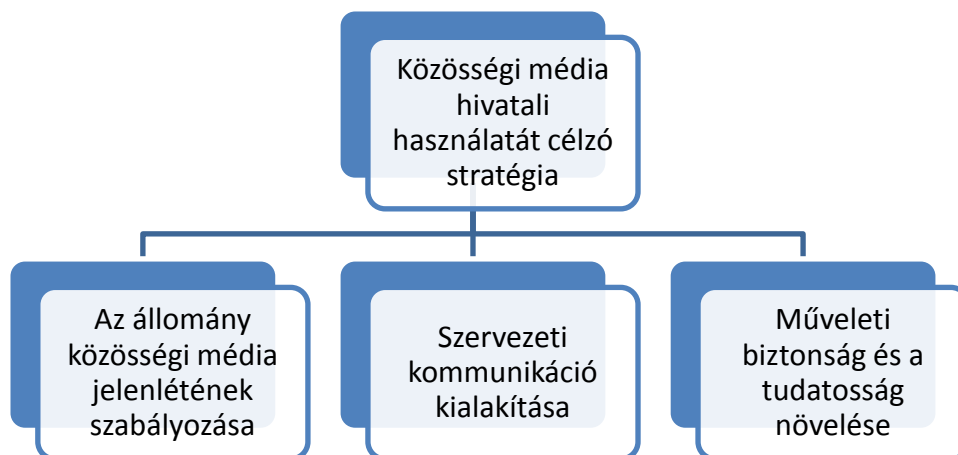 Közösségi média
hivatali
használatát célzó
stratégia
Az állomány
közösségi média
jelenlétének
szabályozása
Szervezeti
kommunikáció
kialakítása
Műveleti
biztonság és a
tudatosság
növelése